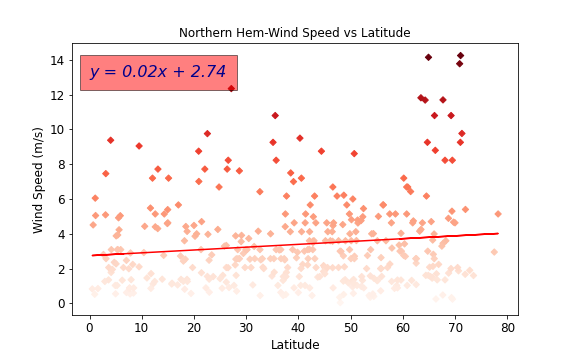 Northern Hem-Wind Speed vs Latitude
y = 0.02x + 2.74
Wind Speed (m/s)
14
12
10
8
6
4
2
0
0 10 20 30 40 50 60 70 80
Latitude